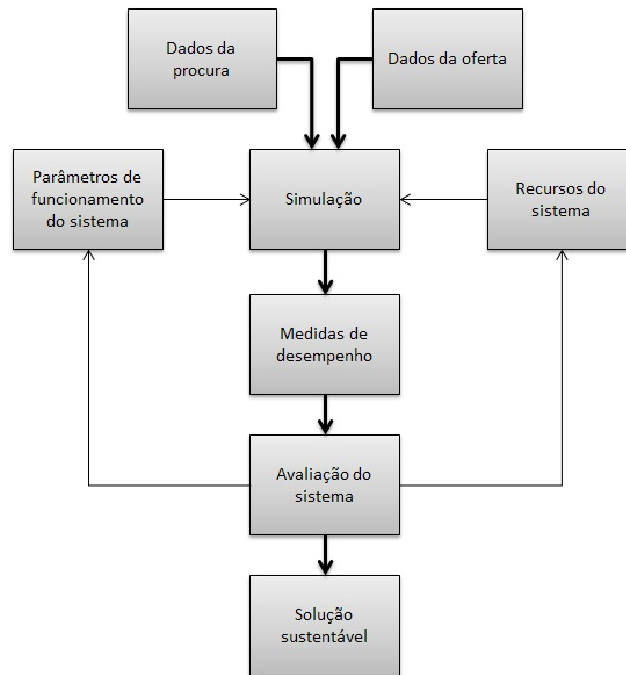 Dados da
procura
Dados da oferta
Parâmetros de
funcionamento
do sistema
Simulação
Recursos do
sistema
Medidas de
desempenho
Avaliação do
sistema
Solução
sustentável